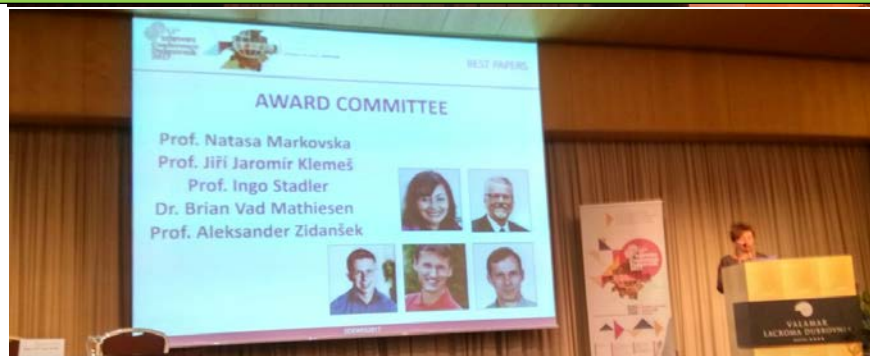 BEST PAPERS
AWARD COMMITTEE
Prof. Natasa Markovska
Prof. Jiří Jaromír Klemeš
Prof. Ingo Stadler
Dr. Brian Vad Mathiesen
Prof. Aleksander Zidanšek
VALAMAR
LACROMA DUBROVNIK